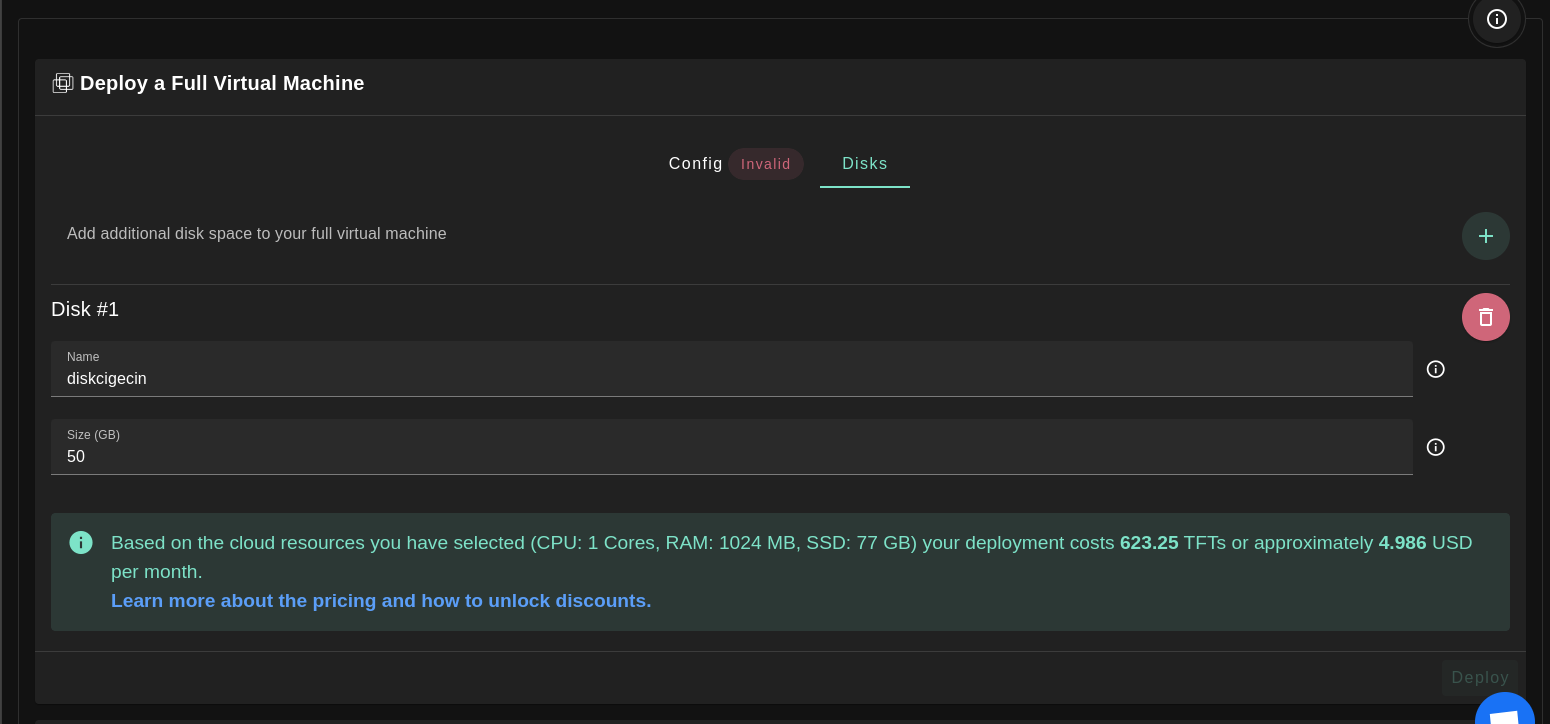 Deploy a Full Virtual Machine
Config Invalid Disks
Add additional disk space to your full virtual machine
Disk #1
Name
diskcigecin
Size (GB)
50
Based on the cloud resources you have selected (CPU: 1 Cores, RAM: 1024 MB, SSD: 77 GB) your deployment costs 623.25 TFTs or approximately 4.986 USD
per month.
Learn more about the pricing and how to unlock discounts.
Deploy